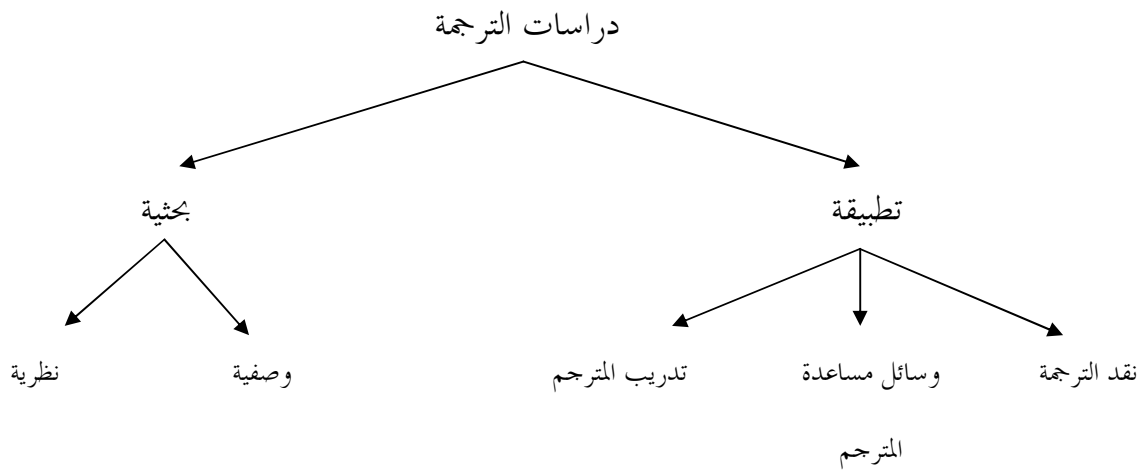 دراسات الترجمة
تطبيقة
بحثية
نقد الترجمة
وسائل مساعدة
المترجم
تدريب المترجم
وصفية
نظرية